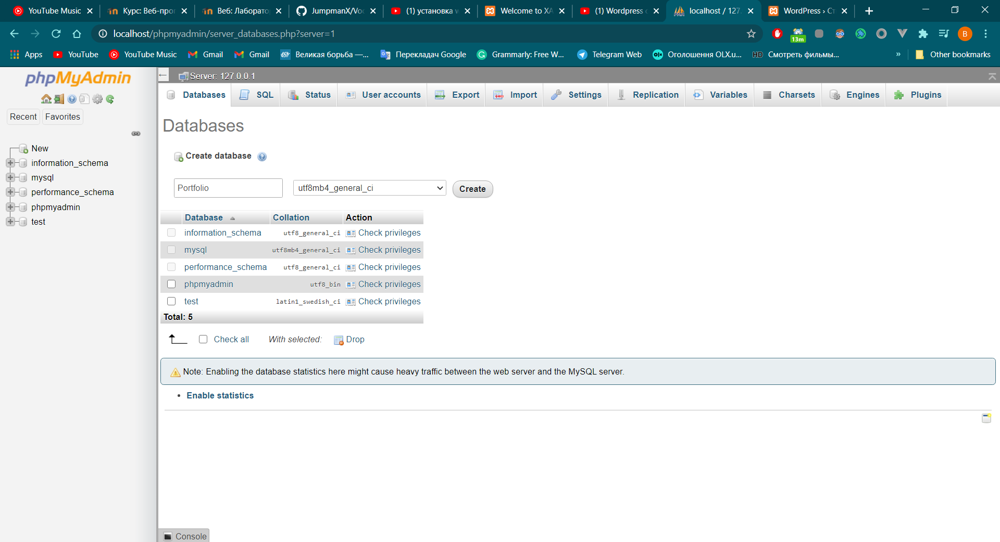 YouTube Music
Курс: Веб-про
Веб: Лаборато
JumpmanX/Voc
(1) установка w
Welcome to XA
(1) Wordpress
localhost / 127.
WordPress › Ст
localhost/phpmyadmin/server_databases.php?server=1
13m
B
Apps
YouTube
YouTube Music
Gmail
Gmail
Великая борьба —...
Перекладач Google
Grammarly: Free W...
Telegram Web
olx
Оголошення OLX.u...
HD
Смотреть фильмы...
»
Other bookmarks
phpMyAdmin
Recent
Favorites
New
information_schema
mysql
performance_schema
phpmyadmin
test
Server: 127.0.0.1
Databases
SQL
Status
User accounts
Export
Import
Settings
Replication
Variables
Charsets
Engines
Plugins
Databases
Create database
Portfolio
utf8mb4_general_ci
Create
Database
Collation
Action
information_schema utf8_general_ci Check privileges
mysql utf8mb4_general_ci Check privileges
performance_schema utf8_general_ci Check privileges
phpmyadmin utf8_bin Check privileges
test latin1_swedish_ci Check privileges
Total: 5
Check all
With selected:
Drop
Note: Enabling the database statistics here might cause heavy traffic between the web server and the MySQL server.
• Enable statistics
Console